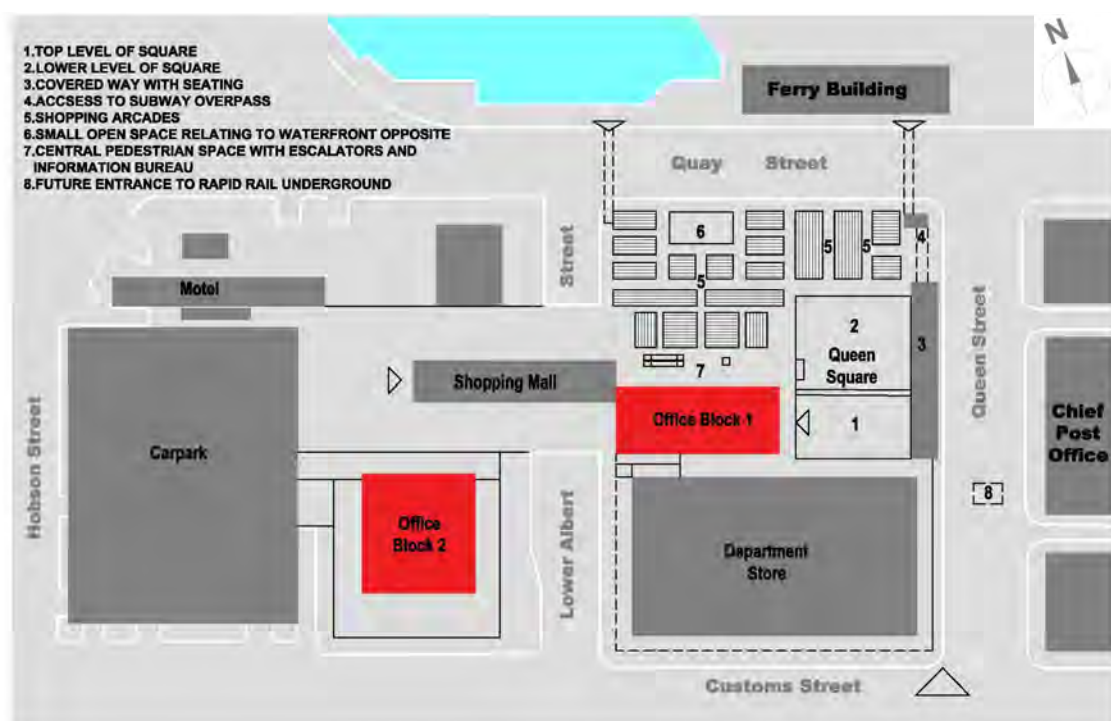 1.TOP LEVEL OF SQUARE
2.LOWER LEVEL OF SQUARE
3.COVERED WAY WITH SEATING
4.ACCSESS TO SUBWAY OVERPASS
5.SHOPPING ARCADES
6.SMALL OPEN SPACE RELATING TO WATERFRONT OPPOSITE
7.CENTRAL PEDESTRIAN SPACE WITH ESCALATORS AND
INFORMATION BUREAU
8.FUTURE ENTRANCE TO RAPID RAIL UNDERGROUND
N
Ferry Building
Quay Street
6
5
5
4
Street
5
Motel
2
Queen
Square
3
Queen Street
7
Shopping Mall
Office Block 1
1
Chief
Post
Office
Hobson Street
Carpark
8
Office
Block 2
Lower Albert
Department
Store
Customs Street